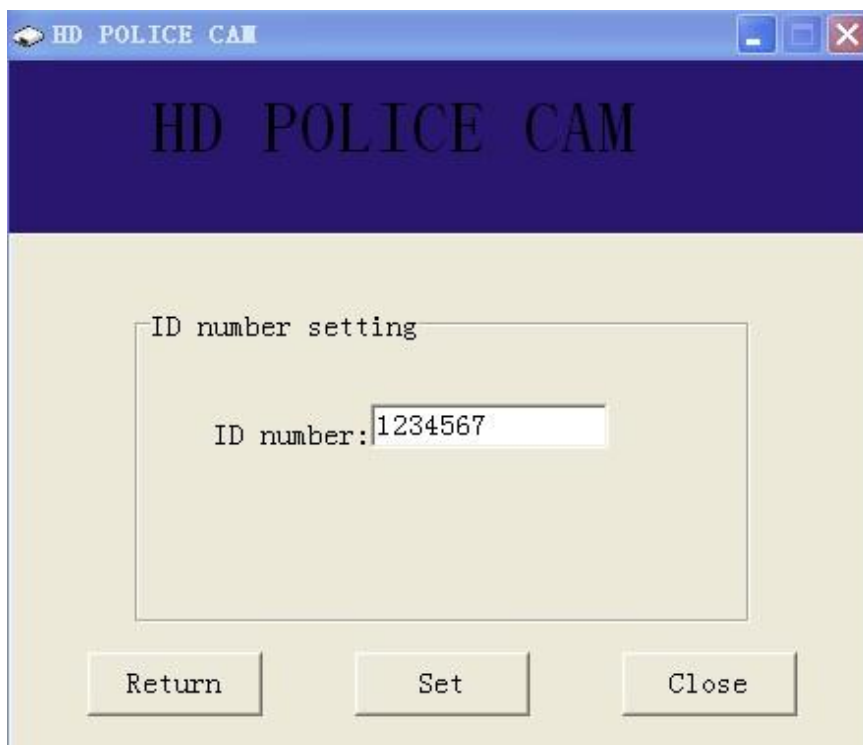 HD POLICE CAM
HD POLICE CAM
ID number setting
ID number:1234567
Return Set Close